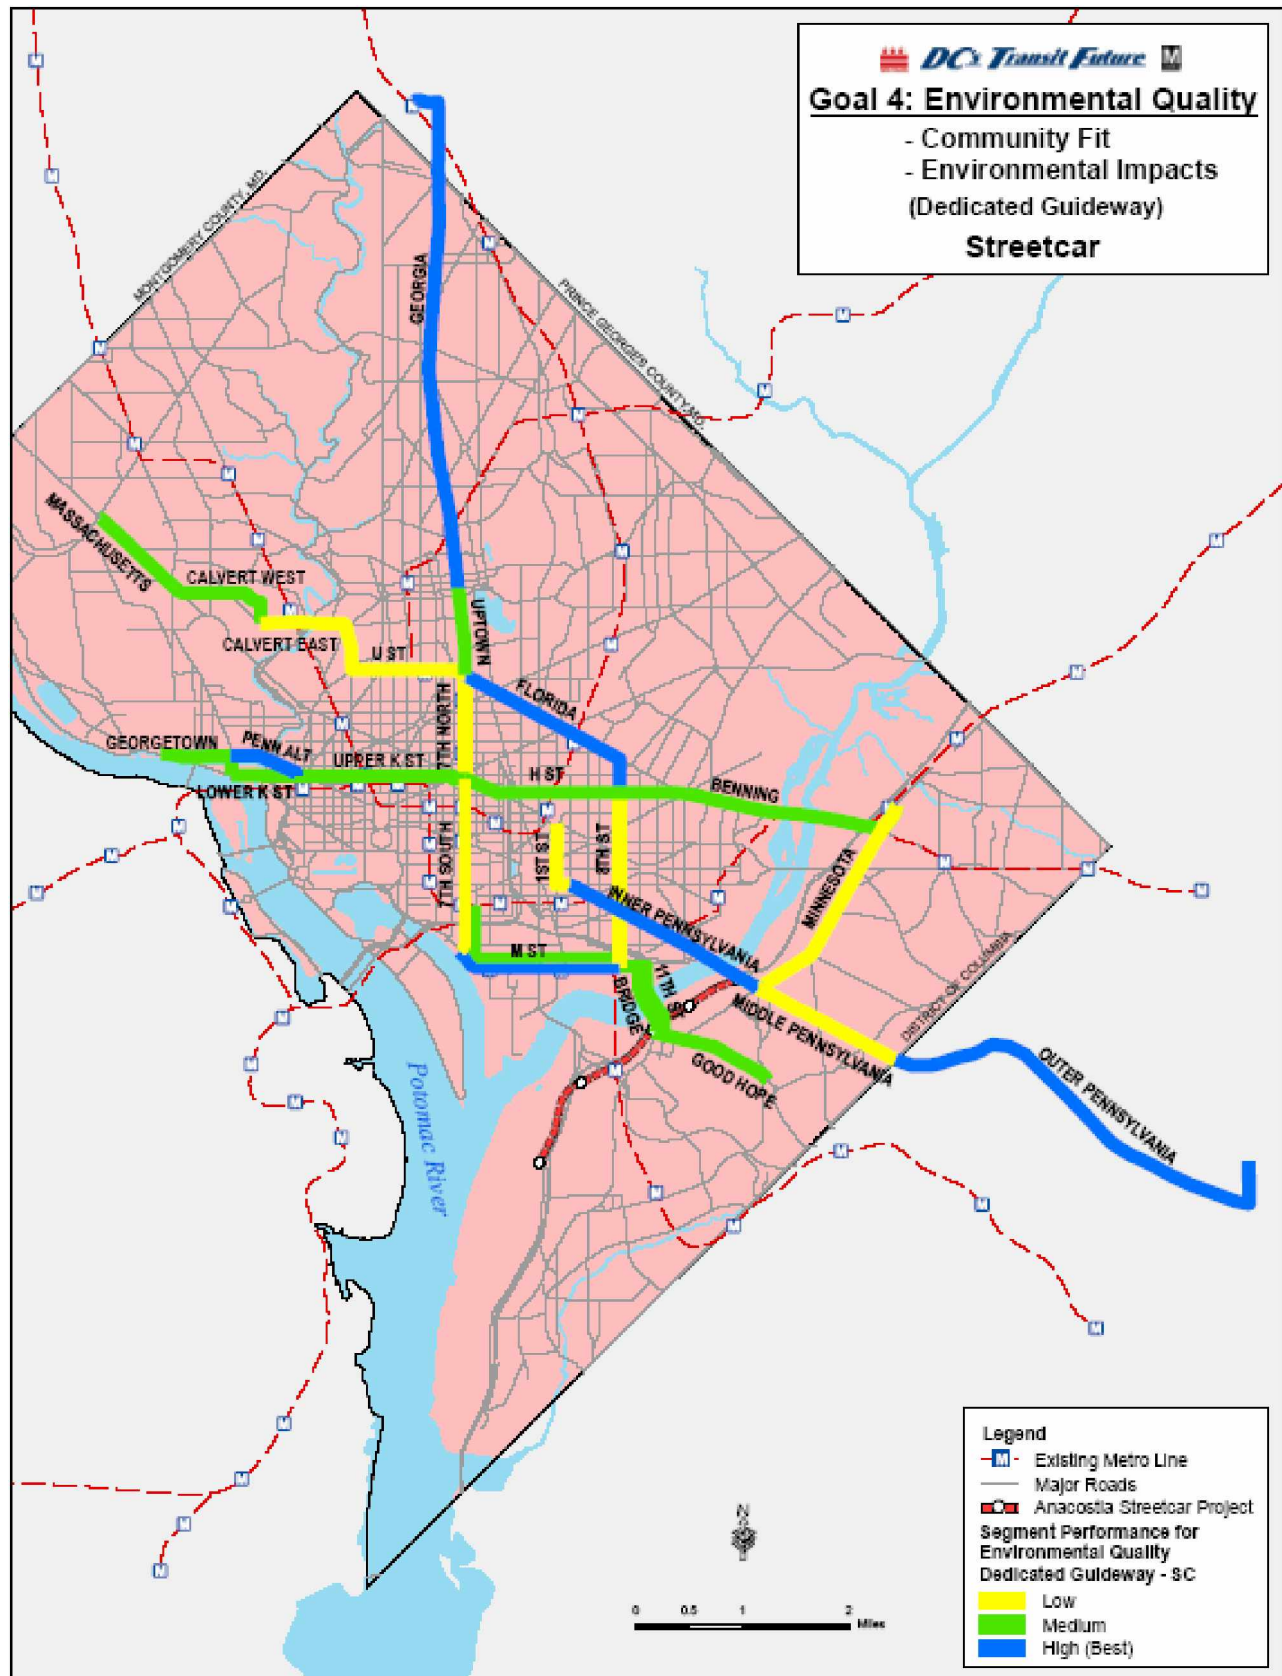 DC's Transit Future M
Goal 4: Environmental Quality
- Community Fit
- Environmental Impacts
(Dedicated Guideway)
Streetcar
MONTGOMERY COUNTY, MD.
PRINCE GEORGES COUNTY, MD.
GEORGIA
MASSACHUSETTS
CALVERT WEST
CALVERT EAST
U ST
UPTOWN
FLORIDA
7TH NORTH
GEORGETOWN
PENN ALT
UPPER K ST
LOWER K ST
H ST
BENNING
7TH SOUTH
1ST ST
8TH ST
MINNESOTA
INNER PENNSYLVANIA
M ST
11TH ST
BRIDGE
MIDDLE PENNSYLVANIA
DISTRICT OF COLUMBIA
GOOD HOPE
OUTER PENNSYLVANIA
Potomac River
N
0 0.5 1 2
Miles
Legend
M Existing Metro Line
Major Roads
Anacostia Streetcar Project
Segment Performance for
Environmental Quality
Dedicated Guideway - SC
Low
Medium
High (Best)